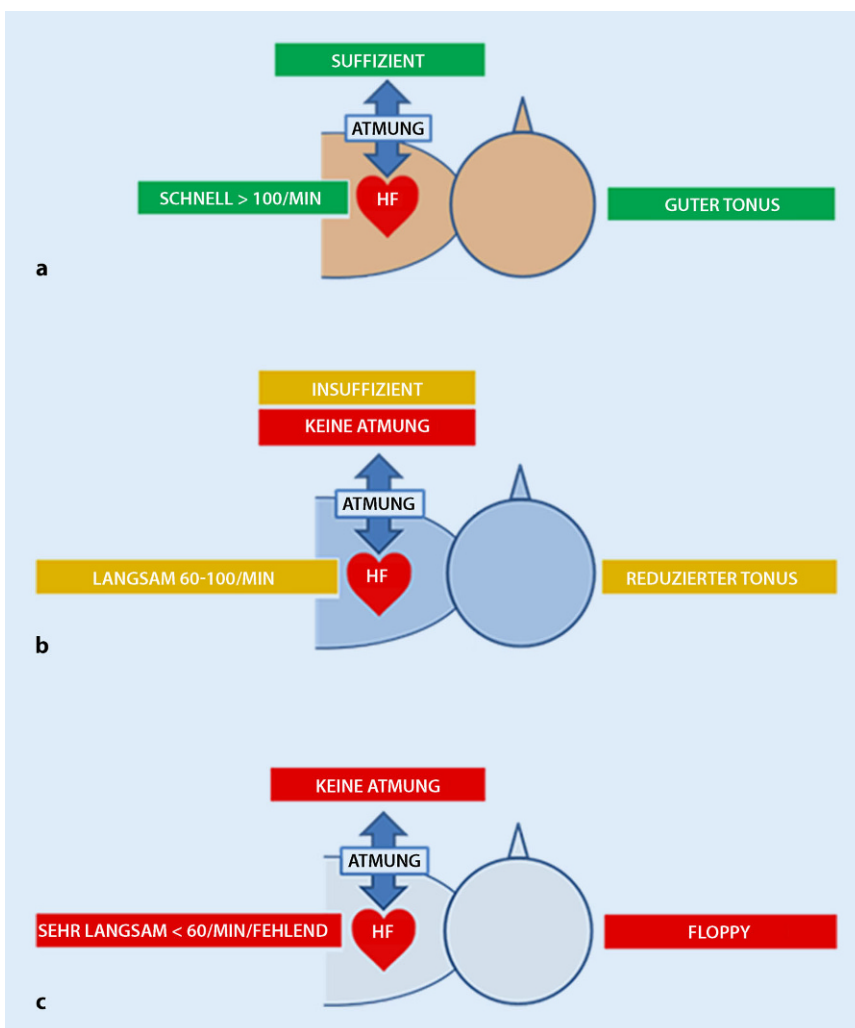 SUFFIZIENT
ATMUNG
SCHNELL > 100/MIN
HF
GUTER TONUS
a
INSUFFIZIENT
KEINE ATMUNG
ATMUNG
LANGSAM 60-100/MIN
HF
REDUZIERTER TONUS
b
KEINE ATMUNG
ATMUNG
SEHR LANGSAM < 60/MIN/FEHLEND
HF
FLOPPY
c